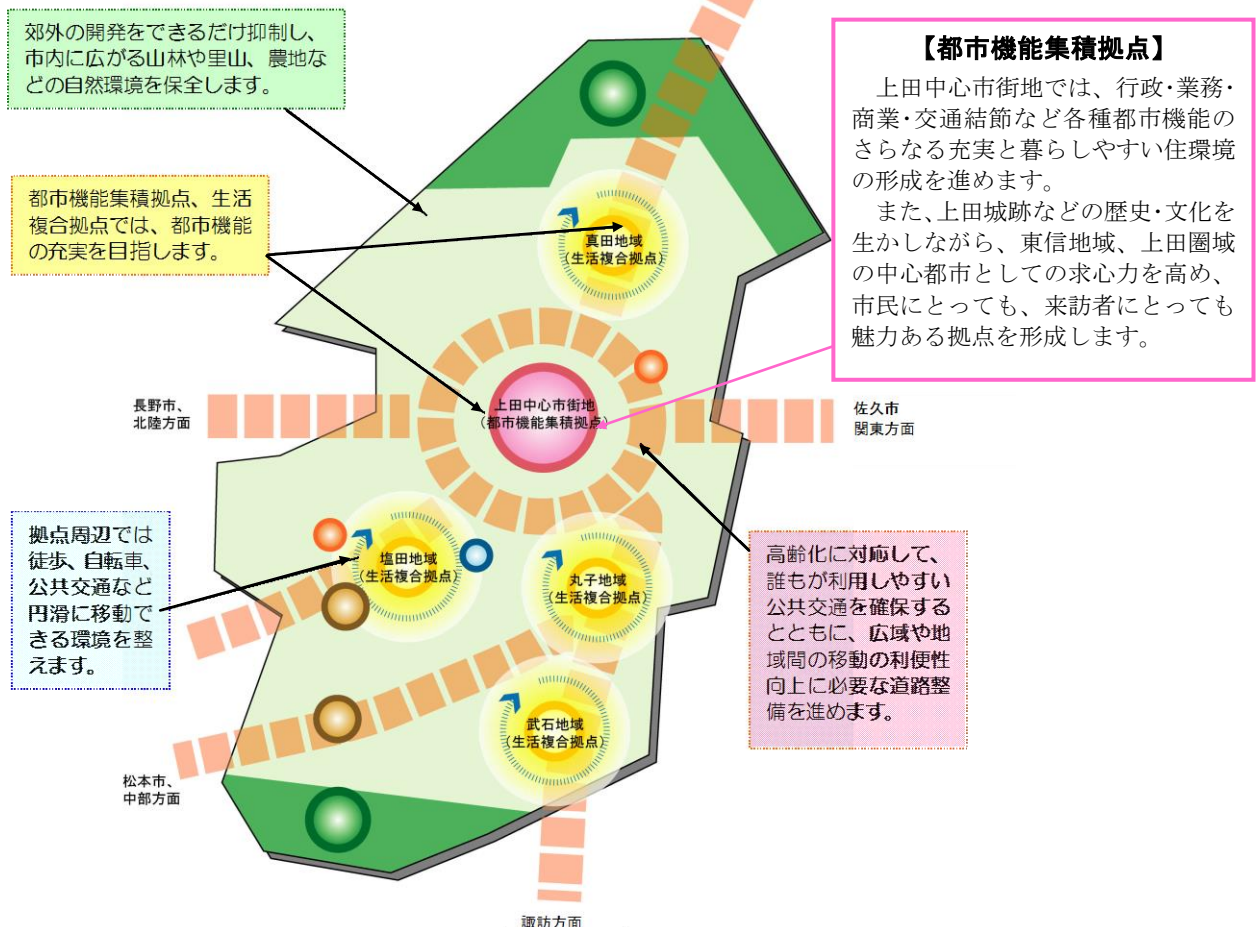 郊外の開発をできるだけ抑制し、
市内に広がる山林や里山、農地な
どの自然環境を保全します。
【都市機能集積拠点】
　上田中心市街地では、行政・業務・
商業・交通結節など各種都市機能の
さらなる充実と暮らしやすい住環境
の形成を進めます。
　また、上田城跡などの歴史・文化を
生かしながら、東信地域、上田圏域
の中心都市としての求心力を高め、
市民にとっても、来訪者にとっても
魅力ある拠点を形成します。
都市機能集積拠点、生活
複合拠点では、都市機能
の充実を目指します。
真田地域
(生活複合拠点)
長野市、
北陸方面
上田中心市街地
(都市機能集積拠点)
佐久市
関東方面
拠点周辺では
徒歩、自転車、
公共交通など
円滑に移動で
きる環境を整
えます。
塩田地域
(生活複合拠点)
丸子地域
(生活複合拠点)
高齢化に対応して、
誰もが利用しやすい
公共交通を確保する
とともに、広域や地
域間の移動の利便性
向上に必要な道路整
備を進めます。
武石地域
(生活複合拠点)
松本市、
中部方面
諏訪方面